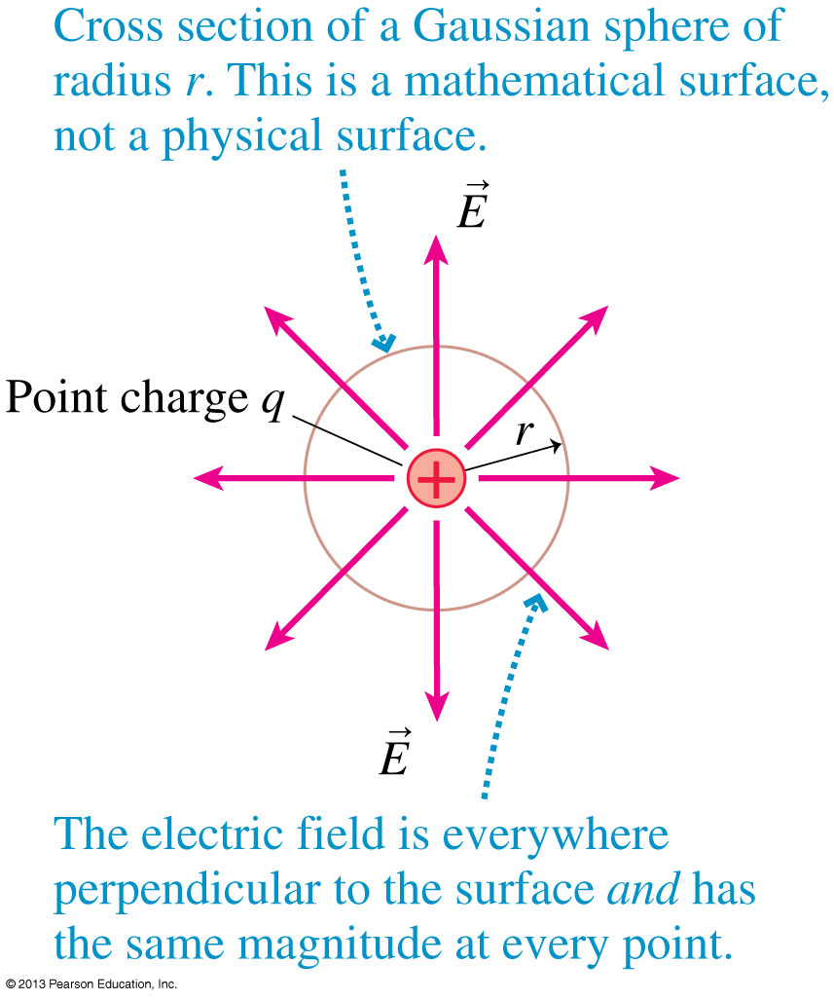 Cross section of a Gaussian sphere of
radius r. This is a mathematical surface,
not a physical surface.
E
Point charge q
r
+
E
The electric field is everywhere
perpendicular to the surface and has
the same magnitude at every point.
© 2013 Pearson Education, Inc.